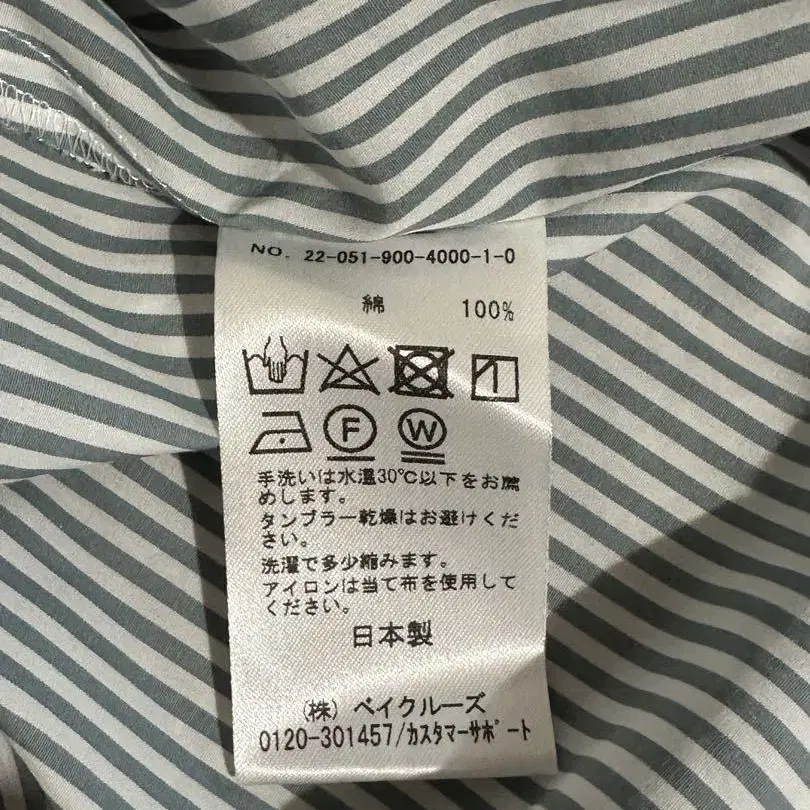 NO. 22-051-900-4000-1-0
綿 100%
F W
手洗いは水温30℃以下をお薦
めします。
タンブラー乾燥はお避けくだ
さい。
洗濯で多少縮みます。
アイロンは当て布を使用して
ください。
日本製
(株) ベイクルーズ
0120-301457/カスタマーサポート